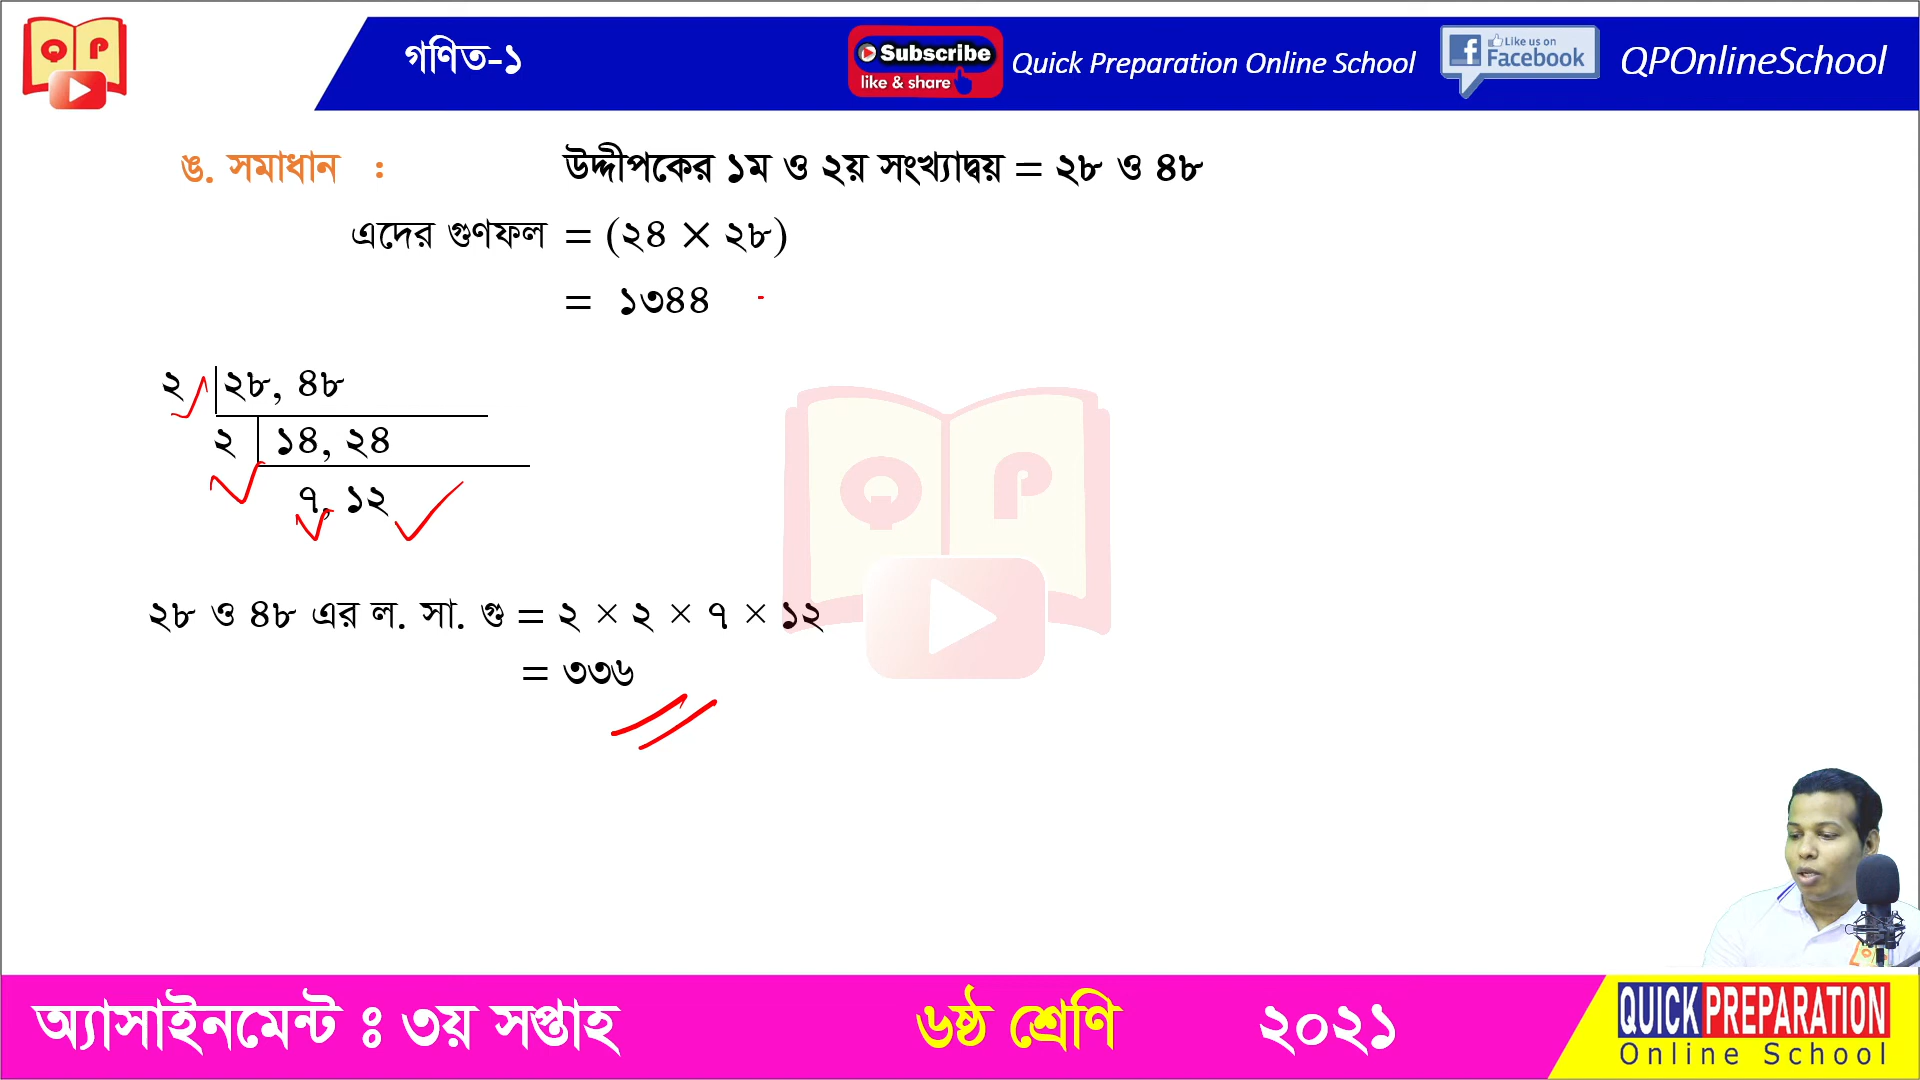 Q P
গণিত-১
Subscribe
like & share
Quick Preparation Online School
Like us on
Facebook
QPOnlineSchool
ঙ. সমাধান :
উদ্দীপকের ১ম ও ২য় সংখ্যাদ্বয় = ২৮ ও ৪৮
এদের গুণফল = (২৪ × ২৮)
= ১৩৪৪
২ ২৮, ৪৮
২ ১৪, ২৪
৭, ১২
২৮ ও ৪৮ এর ল. সা. গু = ২ × ২ × ৭ × ১২
= ৩৩৬
Q P
অ্যাসাইনমেন্ট ঃ ৩য় সপ্তাহ
৬ষ্ঠ শ্রেণি
২০২১
QUICK PREPARATION
Online School